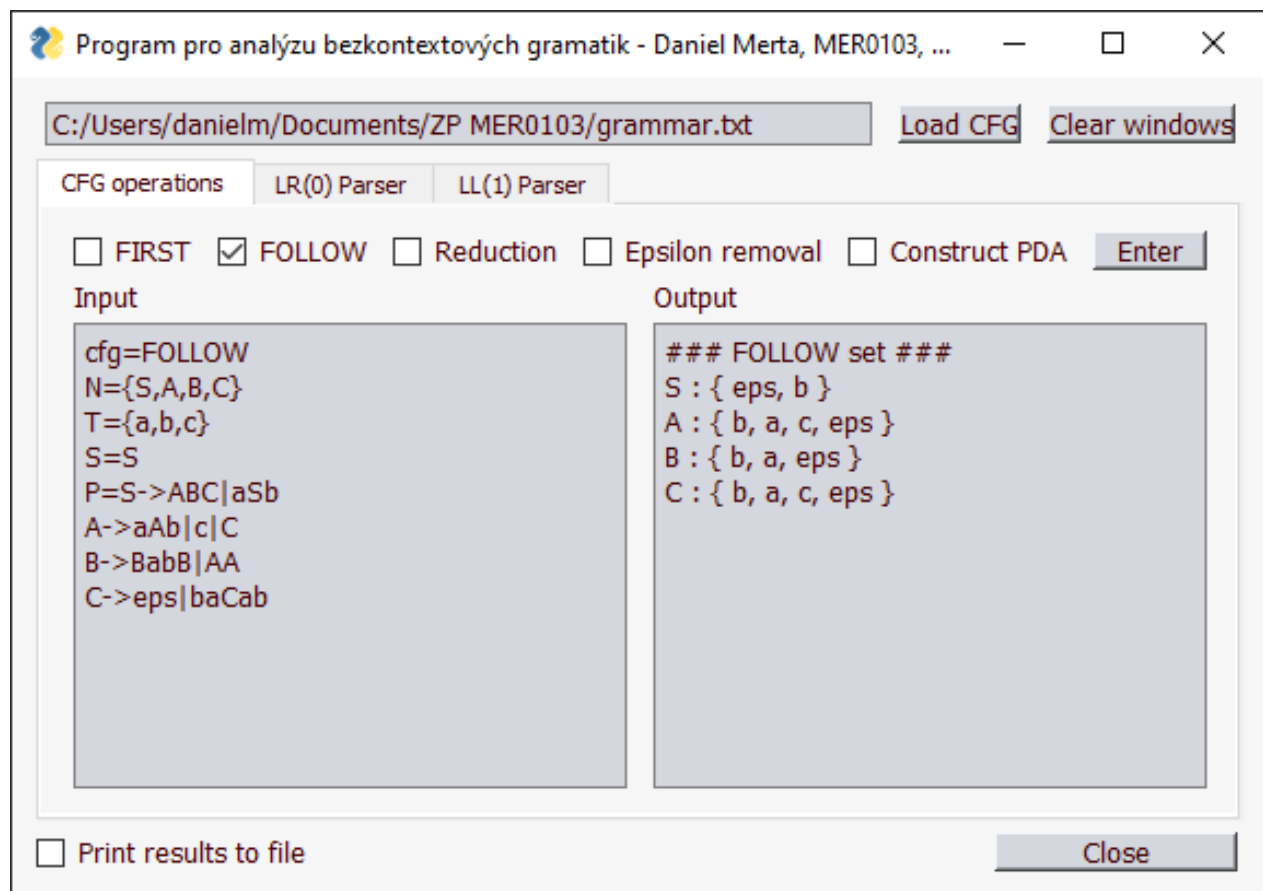 Program pro analýzu bezkontextových gramatik - Daniel Merta, MER0103, ...
C:/Users/danielm/Documents/ZP MER0103/grammar.txt Load CFG Clear windows
CFG operations LR(0) Parser LL(1) Parser
FIRST FOLLOW Reduction Epsilon removal Construct PDA Enter
Input
cfg=FOLLOW
N={S,A,B,C}
T={a,b,c}
S=S
P=S->ABC|aSb
A->aAb|c|C
B->BabB|AA
C->eps|baCab
Output
### FOLLOW set ###
S : { eps, b }
A : { b, a, c, eps }
B : { b, a, eps }
C : { b, a, c, eps }
Print results to file Close